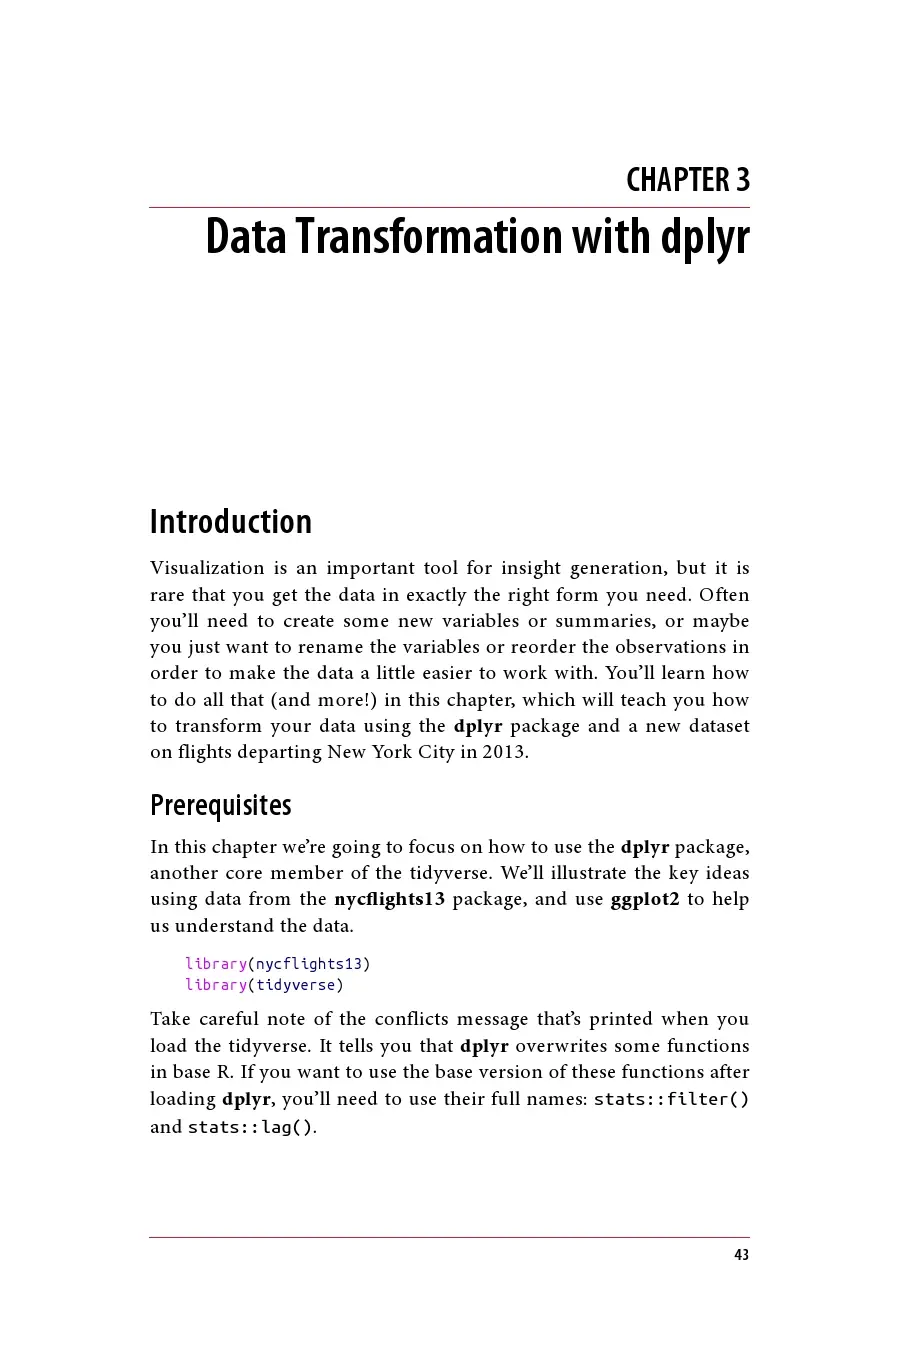 CHAPTER 3
Data Transformation with dplyr
Introduction
Visualization is an important tool for insight generation, but it is
rare that you get the data in exactly the right form you need. Often
you’ll need to create some new variables or summaries, or maybe
you just want to rename the variables or reorder the observations in
order to make the data a little easier to work with. You’ll learn how
to do all that (and more!) in this chapter, which will teach you how
to transform your data using the dplyr package and a new dataset
on flights departing New York City in 2013.
Prerequisites
In this chapter we’re going to focus on how to use the dplyr package,
another core member of the tidyverse. We’ll illustrate the key ideas
using data from the nycflights13 package, and use ggplot2 to help
us understand the data.
library(nycflights13)
library(tidyverse)
Take careful note of the conflicts message that’s printed when you
load the tidyverse. It tells you that dplyr overwrites some functions
in base R. If you want to use the base version of these functions after
loading dplyr, you’ll need to use their full names: stats::filter()
and stats::lag().
43